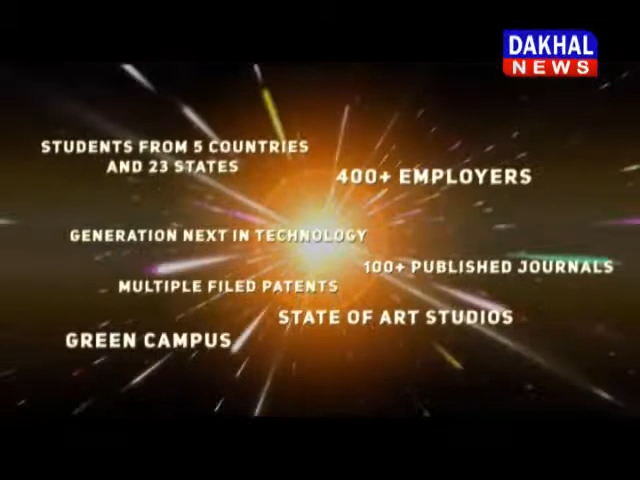 DAKHAL
NEWS
STUDENTS FROM 5 COUNTRIES
AND 23 STATES
400+ EMPLOYERS
GENERATION NEXT IN TECHNOLOGY
100+ PUBLISHED JOURNALS
MULTIPLE FILED PATENTS
STATE OF ART STUDIOS
GREEN CAMPUS